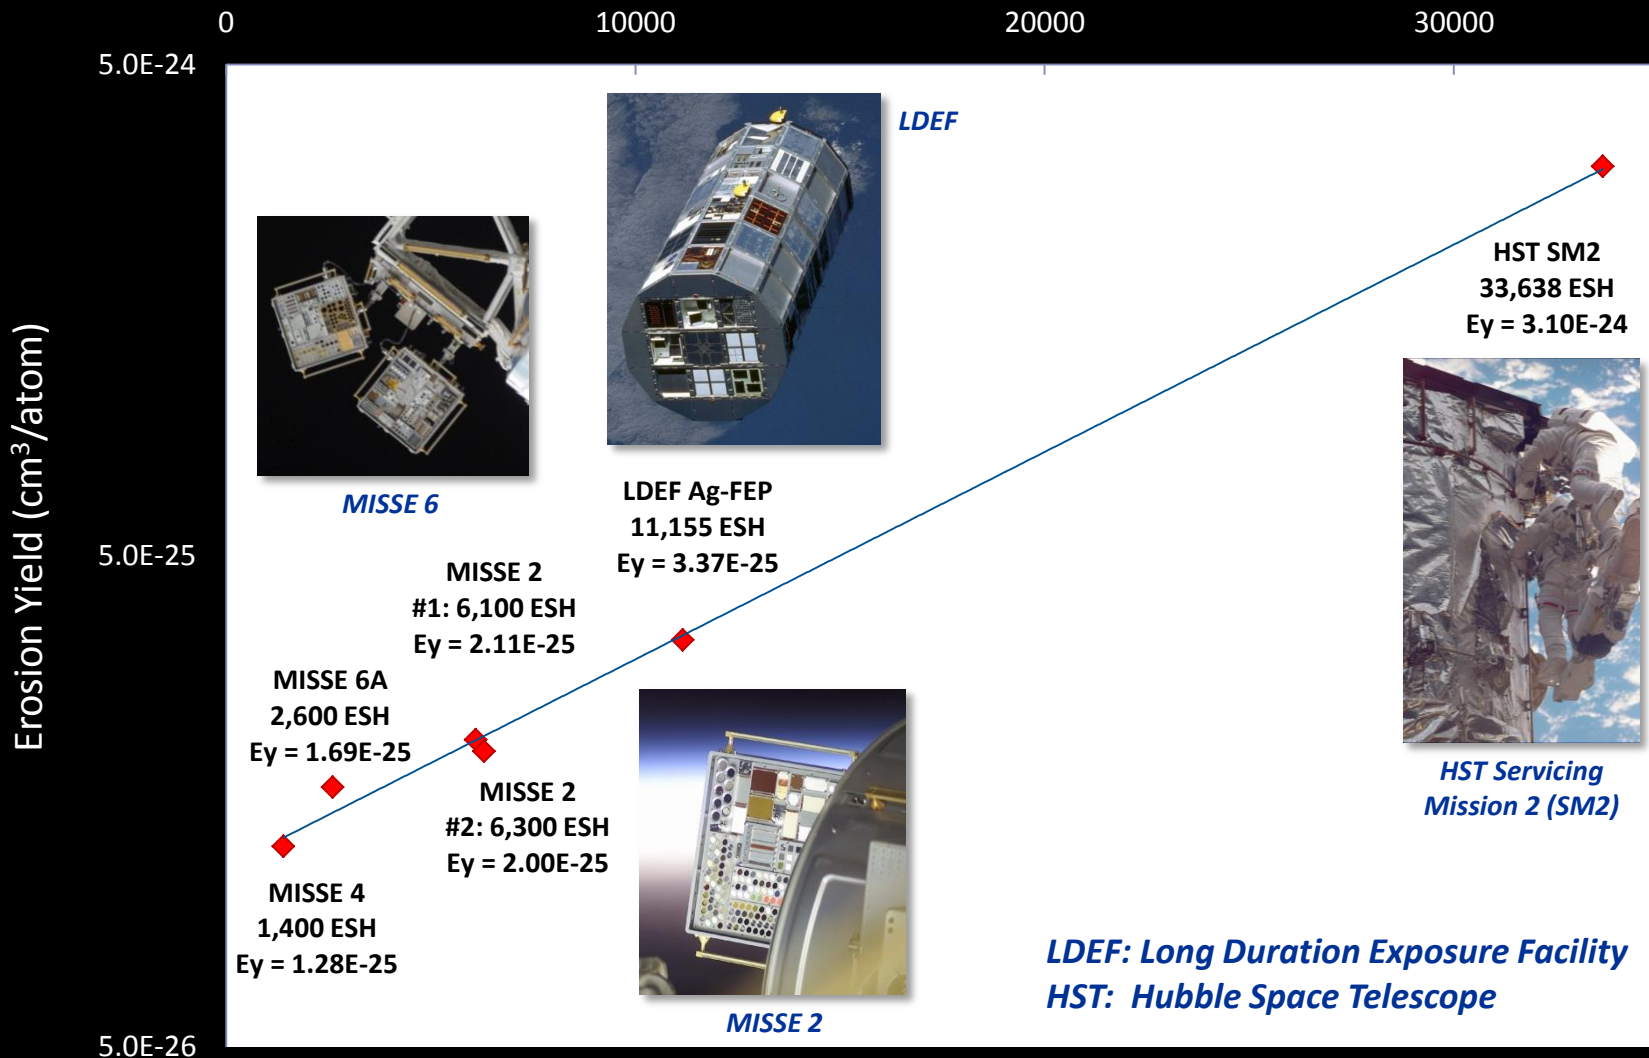 0 10000 20000 30000
5.0E-24
5.0E-25
5.0E-26
Erosion Yield (cm³/atom)
LDEF
MISSE 6
LDEF Ag-FEP
11,155 ESH
Ey = 3.37E-25
HST SM2
33,638 ESH
Ey = 3.10E-24
MISSE 2
#1: 6,100 ESH
Ey = 2.11E-25
MISSE 6A
2,600 ESH
Ey = 1.69E-25
MISSE 2
#2: 6,300 ESH
Ey = 2.00E-25
MISSE 4
1,400 ESH
Ey = 1.28E-25
HST Servicing
Mission 2 (SM2)
MISSE 2
LDEF: Long Duration Exposure Facility
HST: Hubble Space Telescope